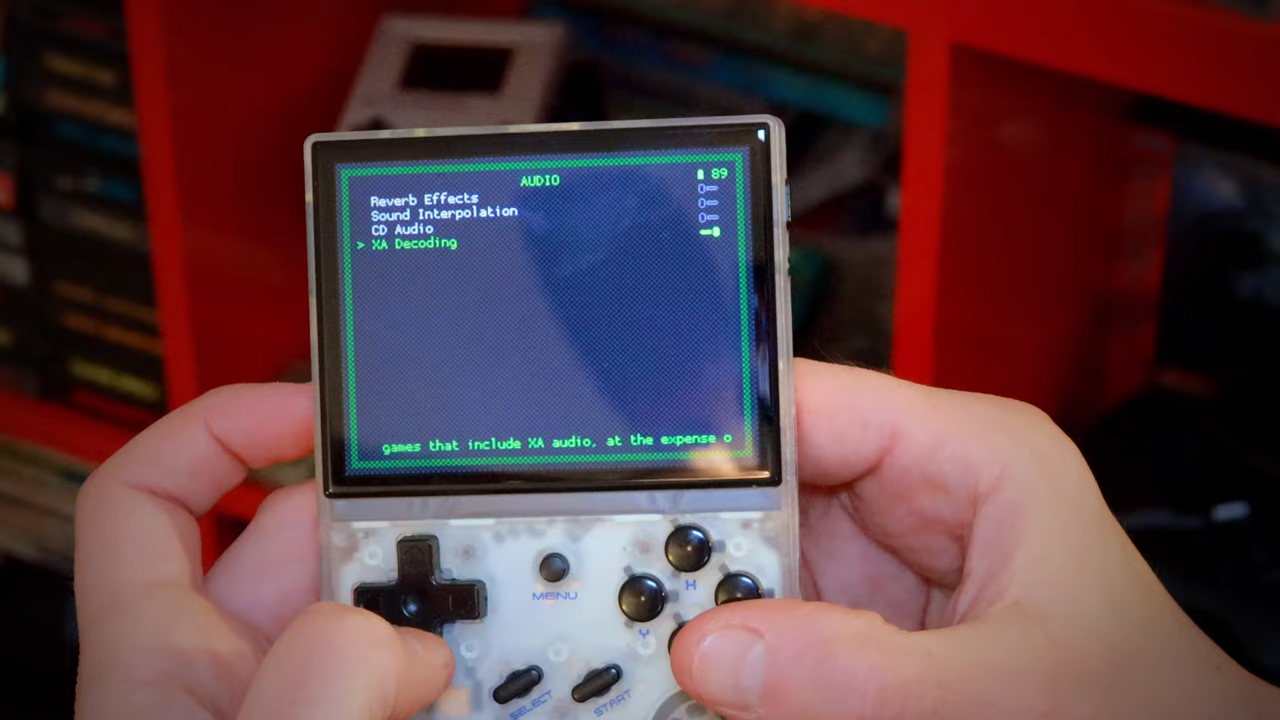 AUDIO
89
Reverb Effects
Sound Interpolation
CD Audio
> XA Decoding
games that include XA audio, at the expense o
MENU
X
Y
SELECT
START